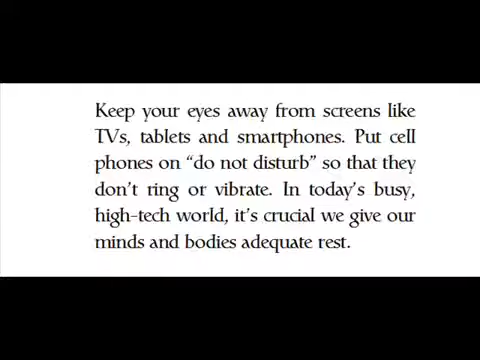 Keep your eyes away from screens like
TVs, tablets and smartphones. Put cell
phones on “do not disturb” so that they
don’t ring or vibrate. In today’s busy,
high-tech world, it’s crucial we give our
minds and bodies adequate rest.